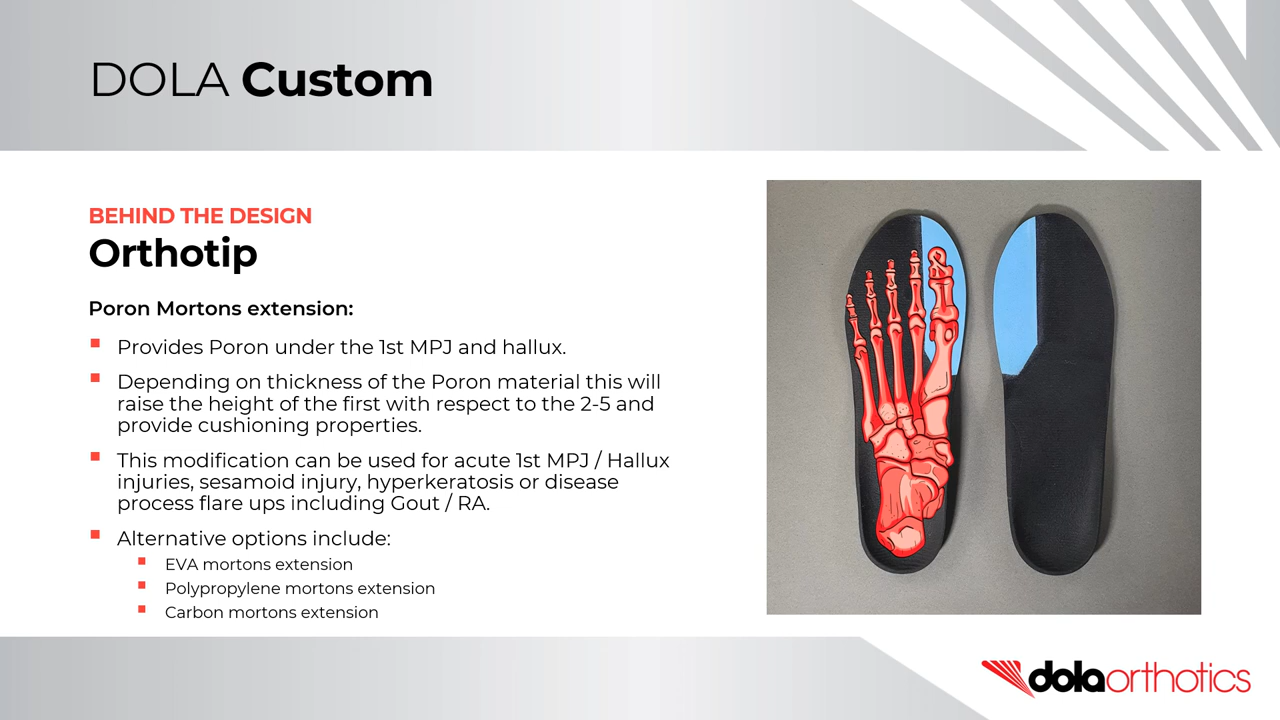 DOLA Custom
BEHIND THE DESIGN
Orthotip
Poron Mortons extension:
Provides Poron under the 1st MPJ and hallux.
Depending on thickness of the Poron material this will
raise the height of the first with respect to the 2-5 and
provide cushioning properties.
This modification can be used for acute 1st MPJ / Hallux
injuries, sesamoid injury, hyperkeratosis or disease
process flare ups including Gout / RA.
Alternative options include:
EVA mortons extension
Polypropylene mortons extension
Carbon mortons extension
dolaorthotics